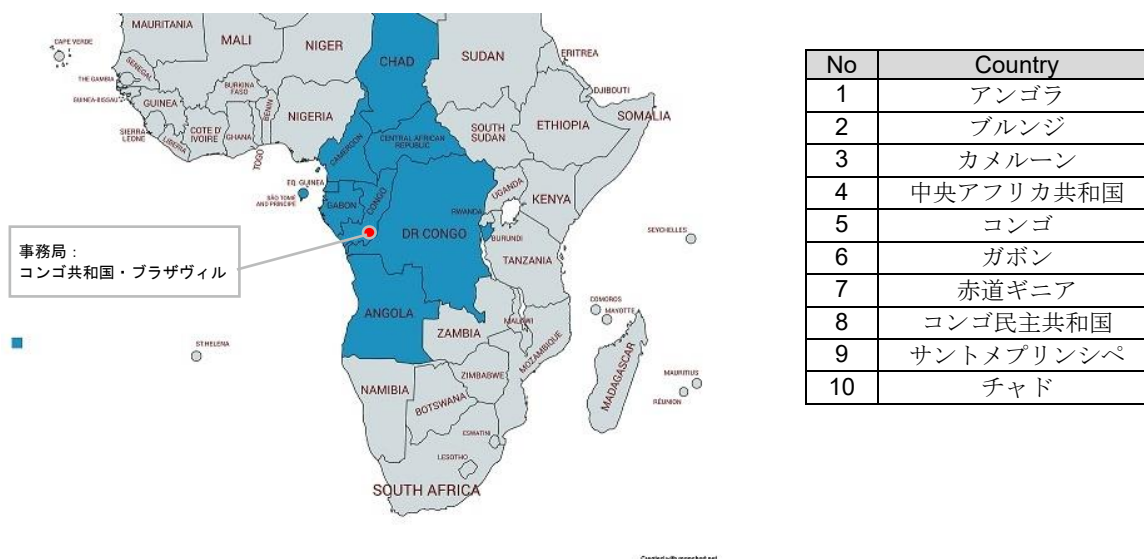 MAURITANIA
MALI
NIGER
CHAD
SUDAN
ERITREA
CAPE VERDE
SENEGAL
THE GAMBIA
GUINEA-BISSAU
GUINEA
BURKINA
FASO
BENIN
NIGERIA
DJIBOUTI
SOMALIA
SIERRA
LEONE
LIBERIA
COTE D'
IVOIRE
GHANA
TOGO
CAMEROON
CENTRAL AFRICAN
REPUBLIC
SOUTH
SUDAN
ETHIOPIA
EQ. GUINEA
SÃO TOMÉ
AND PRINCIPE
GABON
CONGO
DR CONGO
RWANDA
BURUNDI
UGANDA
KENYA
TANZANIA
SEYCHELLES
事務局：
コンゴ共和国・ブラザヴィル
ANGOLA
ZAMBIA
MALAWI
COMOROS
MAYOTTE
MOZAMBIQUE
ST.HELENA
NAMIBIA
BOTSWANA
ZIMBABWE
MADAGASCAR
MAURITIUS
RÉUNION
ESWATINI
LESOTHO
SOUTH AFRICA
No Country
1 アンゴラ
2 ブルンジ
3 カメルーン
4 中央アフリカ共和国
5 コンゴ
6 ガボン
7 赤道ギニア
8 コンゴ民主共和国
9 サントメプリンシペ
10 チャド